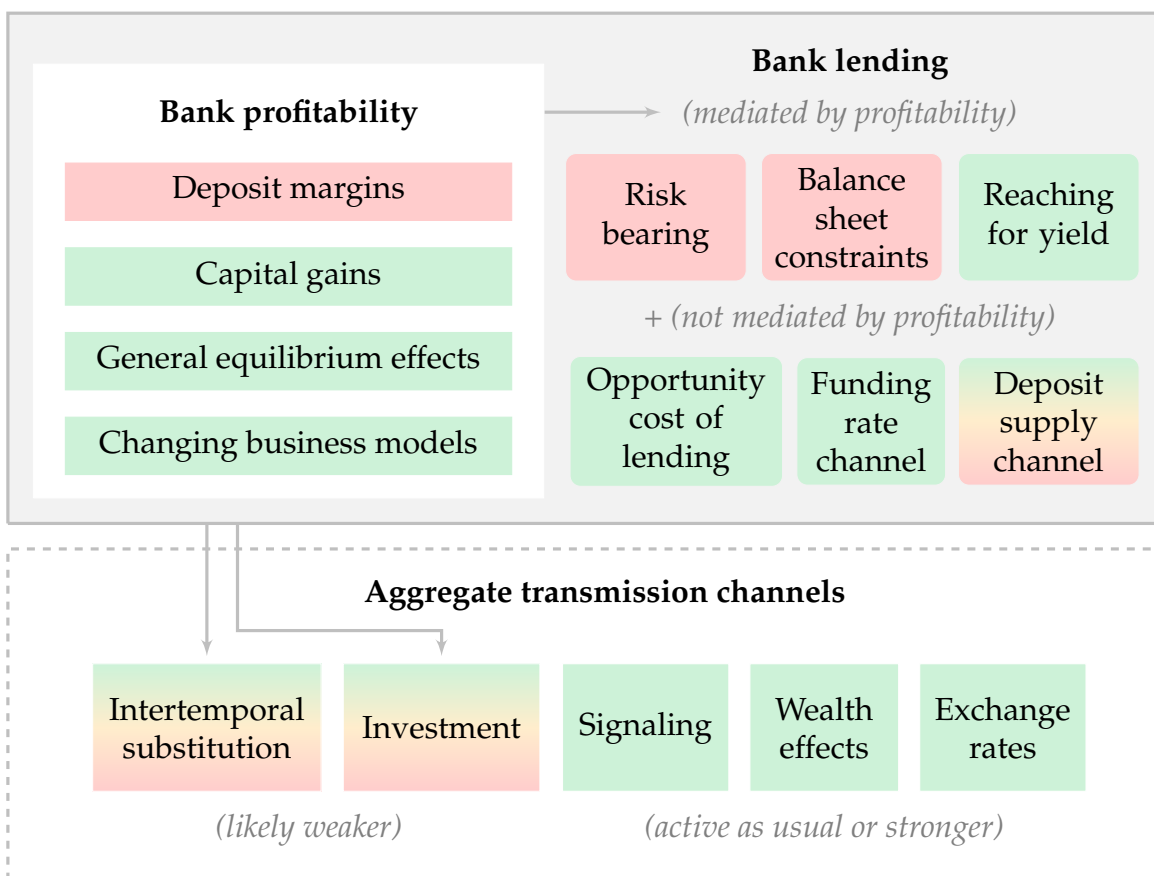 Bank profitability
Deposit margins
Capital gains
General equilibrium effects
Changing business models
Bank lending
(mediated by profitability)
Risk
bearing
Balance
sheet
constraints
Reaching
for yield
+ (not mediated by profitability)
Opportunity
cost of
lending
Funding
rate
channel
Deposit
supply
channel
Aggregate transmission channels
Intertemporal
substitution
Investment
Signaling
Wealth
effects
Exchange
rates
(likely weaker)
(active as usual or stronger)